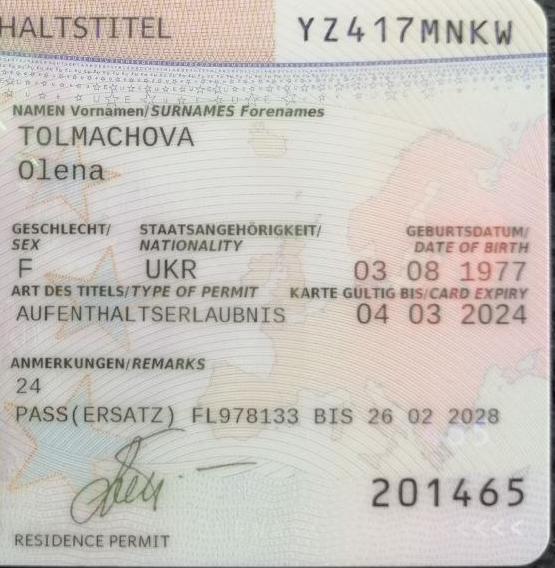 HALTSTITEL YZ417MNKW
NAMEN Vornamen/SURNAMES Forenames
TOLMACHOVA
Olena
GESCHLECHT/ STAATSANGEHÖRIGKEIT/ GEBURTSDATUM/
SEX NATIONALITY DATE OF BIRTH
F UKR 03 08 1977
ART DES TITELS/TYPE OF PERMIT KARTE GÜLTIG BIS/CARD EXPIRY
AUFENTHALTSERLAUBNIS 04 03 2024
ANMERKUNGEN/REMARKS
24
PASS(ERSATZ) FL978133 BIS 26 02 2028
201465
RESIDENCE PERMIT <<<<